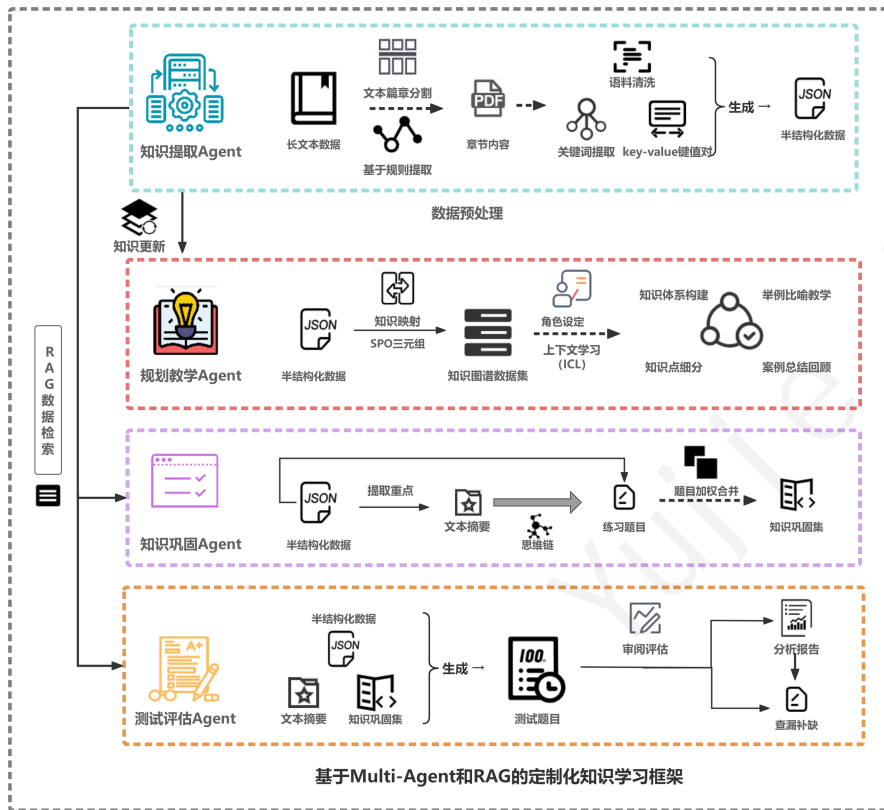 文本篇章分割
语料清洗
PDF
JSON
生成
知识提取Agent
长文本数据
基于规则提取
章节内容
关键词提取
key-value键值对
半结构化数据
数据预处理
知识更新
RAG数据检索
规划教学Agent
JSON
半结构化数据
知识映射
SPO三元组
知识图谱数据集
角色设定
上下文学习
（ICL）
知识体系构建
举例比喻教学
知识点细分
案例总结回顾
知识巩固Agent
JSON
半结构化数据
提取重点
文本摘要
思维链
练习题目
题目加权合并
知识巩固集
测试评估Agent
A+
半结构化数据
JSON
文本摘要
知识巩固集
生成
100
测试题目
审阅评估
分析报告
查漏补缺
基于Multi-Agent和RAG的定制化知识学习框架
Yujie